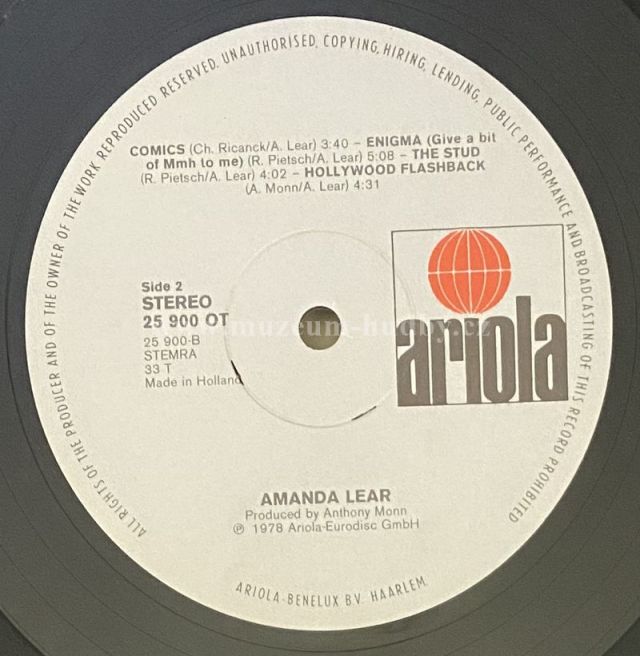 ALL RIGHTS OF THE PRODUCER AND OF THE OWNER OF THE WORK REPRODUCED RESERVED. UNAUTHORISED, COPYING, HIRING, LENDING, PUBLIC PERFORMANCE AND BROADCASTING OF THIS RECORD PROHIBITED
COMICS (Ch. Ricanck/A. Lear) 3:40 – ENIGMA (Give a bit
of Mmh to me) (R. Pietsch/A. Lear) 5:08 – THE STUD
(R. Pietsch/A. Lear) 4:02 – HOLLYWOOD FLASHBACK
(A. Monn/A. Lear) 4:31
Side 2
STEREO
25 900 OT
25 900-B
STEMRA
33 T
Made in Holland
ariola
www.muzeum-hudby.cz
AMANDA LEAR
Produced by Anthony Monn
℗ 1978 Ariola-Eurodisc GmbH
ARIOLA-BENELUX B.V. HAARLEM